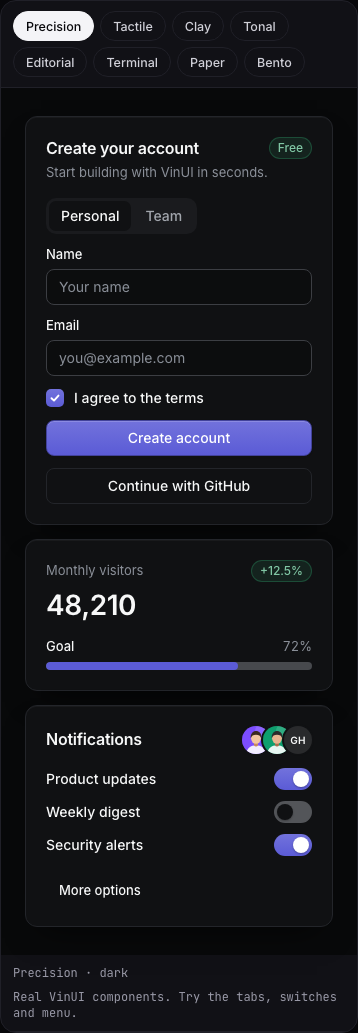 Precision Tactile Clay Tonal
Editorial Terminal Paper Bento
Create your account Free
Start building with VinUI in seconds.
Personal Team
Name
Your name
Email
you@example.com
I agree to the terms
Create account
Continue with GitHub
Monthly visitors +12.5%
48,210
Goal 72%
Notifications GH
Product updates
Weekly digest
Security alerts
More options
Precision · dark
Real VinUI components. Try the tabs, switches
and menu.